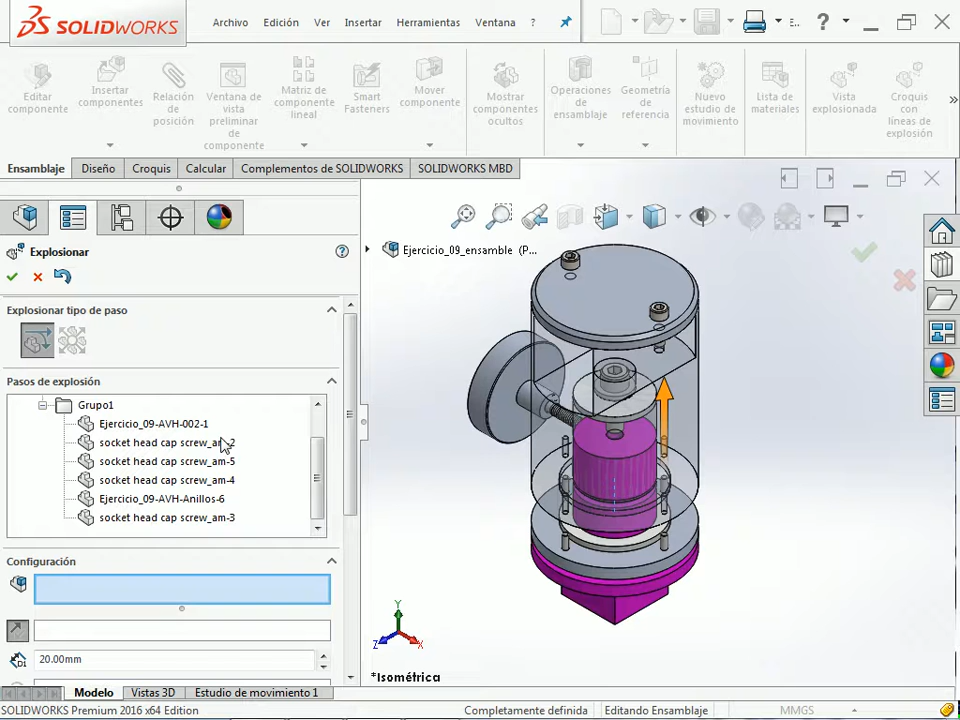 SOLIDWORKS
Archivo Edición Ver Insertar Herramientas Ventana ?
E..
?
Editar componente
Insertar componentes
Relación de posición
Ventana de vista preliminar de componente
Matriz de componente lineal
Smart Fasteners
Mover componente
Mostrar componentes ocultos
Operaciones de ensamblaje
Geometría de referencia
Nuevo estudio de movimiento
Lista de materiales
Vista explosionada
Croquis con líneas de explosión
»
Ensamblaje Diseño Croquis Calcular Complementos de SOLIDWORKS SOLIDWORKS MBD
Explosionar
?
Ejercicio_09_ensamble (P...
Explosionar tipo de paso
Pasos de explosión
Grupo1
Ejercicio_09-AVH-002-1
socket head cap screw_am-2
socket head cap screw_am-5
socket head cap screw_am-4
Ejercicio_09-AVH-Anillos-6
socket head cap screw_am-3
Configuración
D1
20.00mm
Y
Z
X
*Isométrica
Modelo Vistas 3D Estudio de movimiento 1
SOLIDWORKS Premium 2016 x64 Edition Completamente definida Editando Ensamblaje MMGS